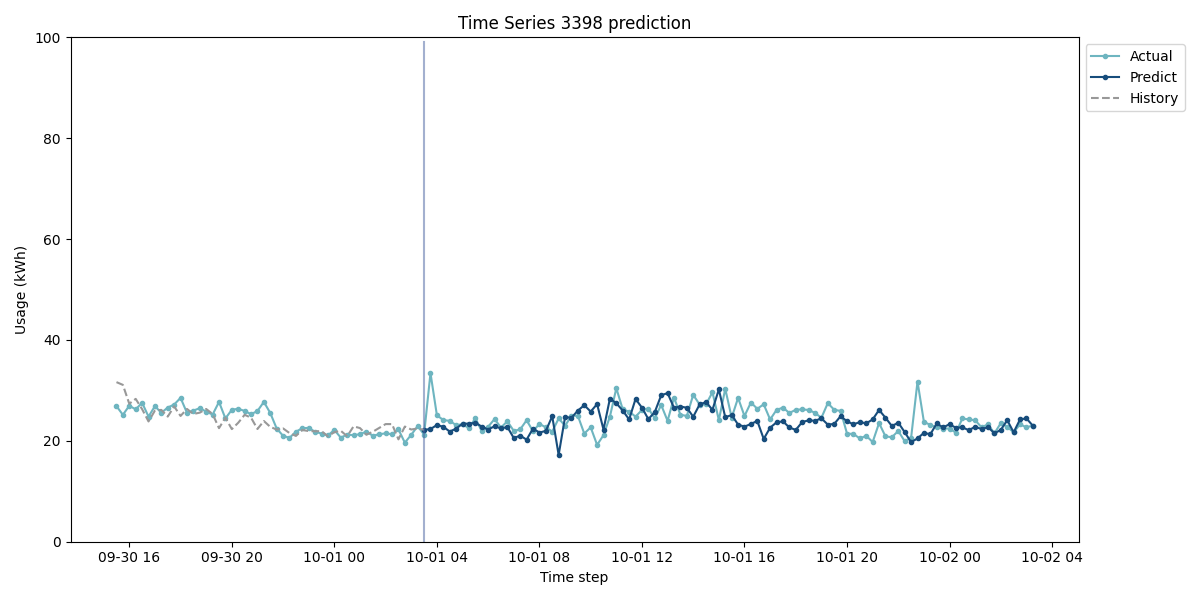 Time Series 3398 prediction
Actual
Predict
History
Usage (kWh)
100
80
60
40
20
0
09-30 16
09-30 20
10-01 00
10-01 04
10-01 08
10-01 12
10-01 16
10-01 20
10-02 00
10-02 04
Time step